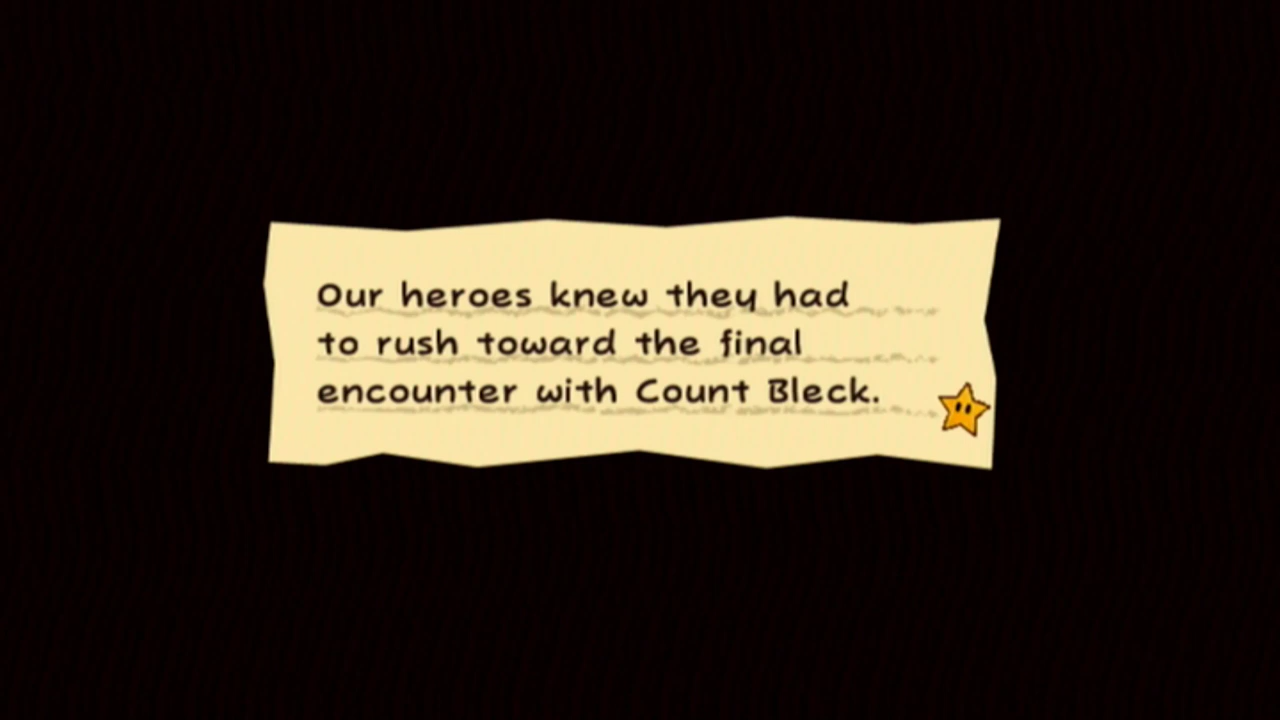 Our heroes knew they had
to rush toward the final
encounter with Count Bleck.